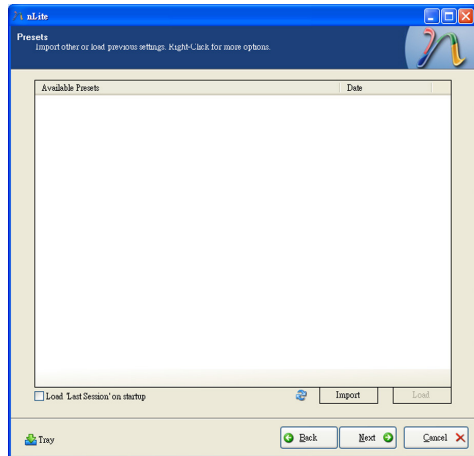 nLite
Presets
Import other or load previous settings. Right-Click for more options.
Available Presets Date
Load 'Last Session' on startup
Import Load
Tray
Back Next Cancel